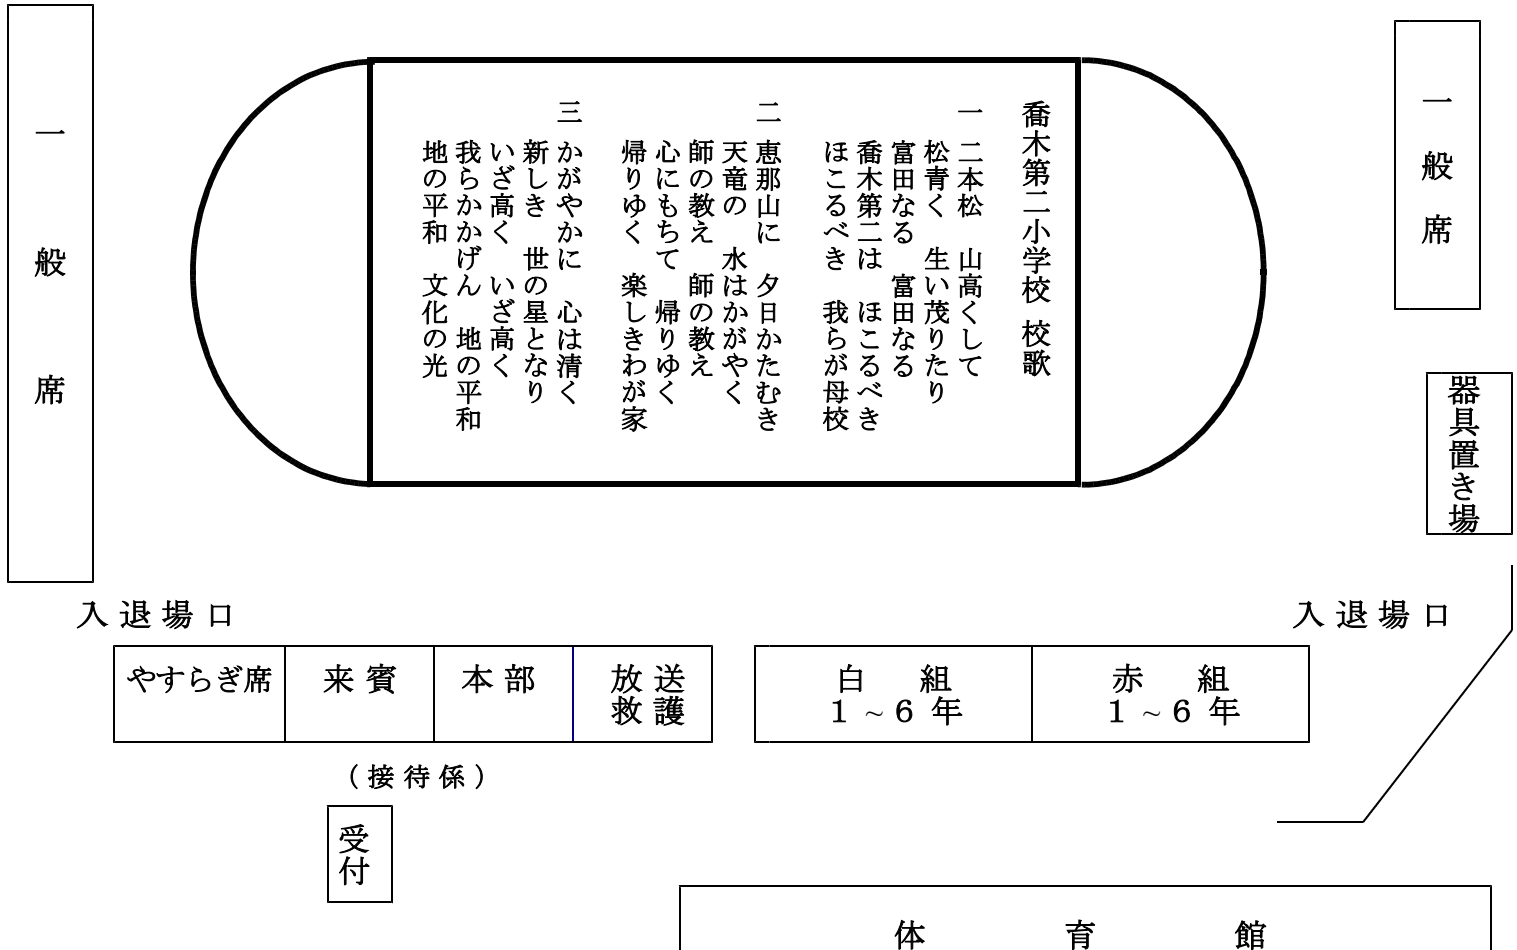 一般席
一般席
喬木第二小学校 校歌
一 二本松 山高くして
松青く 生い茂りたり
富田なる 富田なる
喬木第二は ほこるべき
ほこるべき 我らが母校
二 恵那山に 夕日かたむき
天竜の 水はかがやく
師の教え 師の教え
心にもちて 帰りゆく
帰りゆく 楽しきわが家
三 かがやかに 心は清く
新しき 世の星となり
いざ高く いざ高く
我らかかげん 地の平和
地の平和 文化の光
器具置き場
入退場口
入退場口
やすらぎ席
来賓
本部
放送
救護
白組
1~6年
赤組
1~6年
(接待係)
受付
体育館